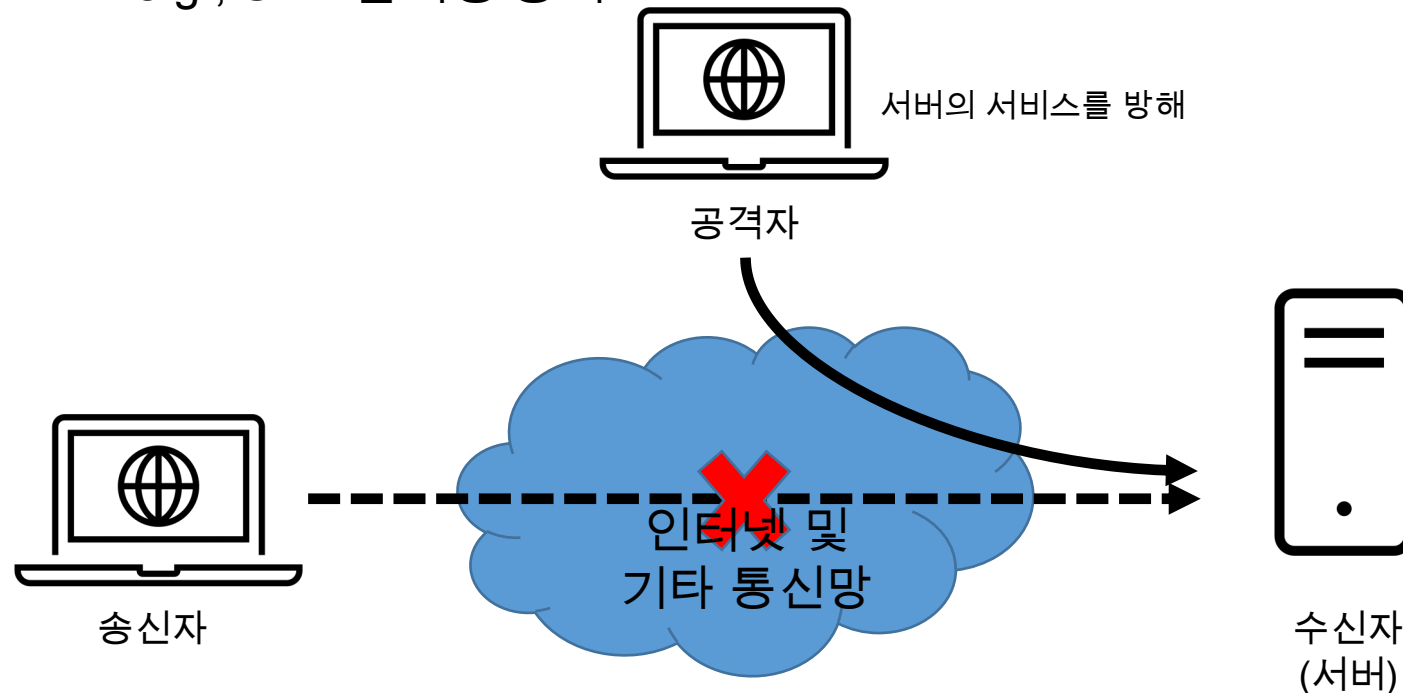 서버의 서비스를 방해
공격자
인터넷 및
기타 통신망
송신자
수신자
(서버)